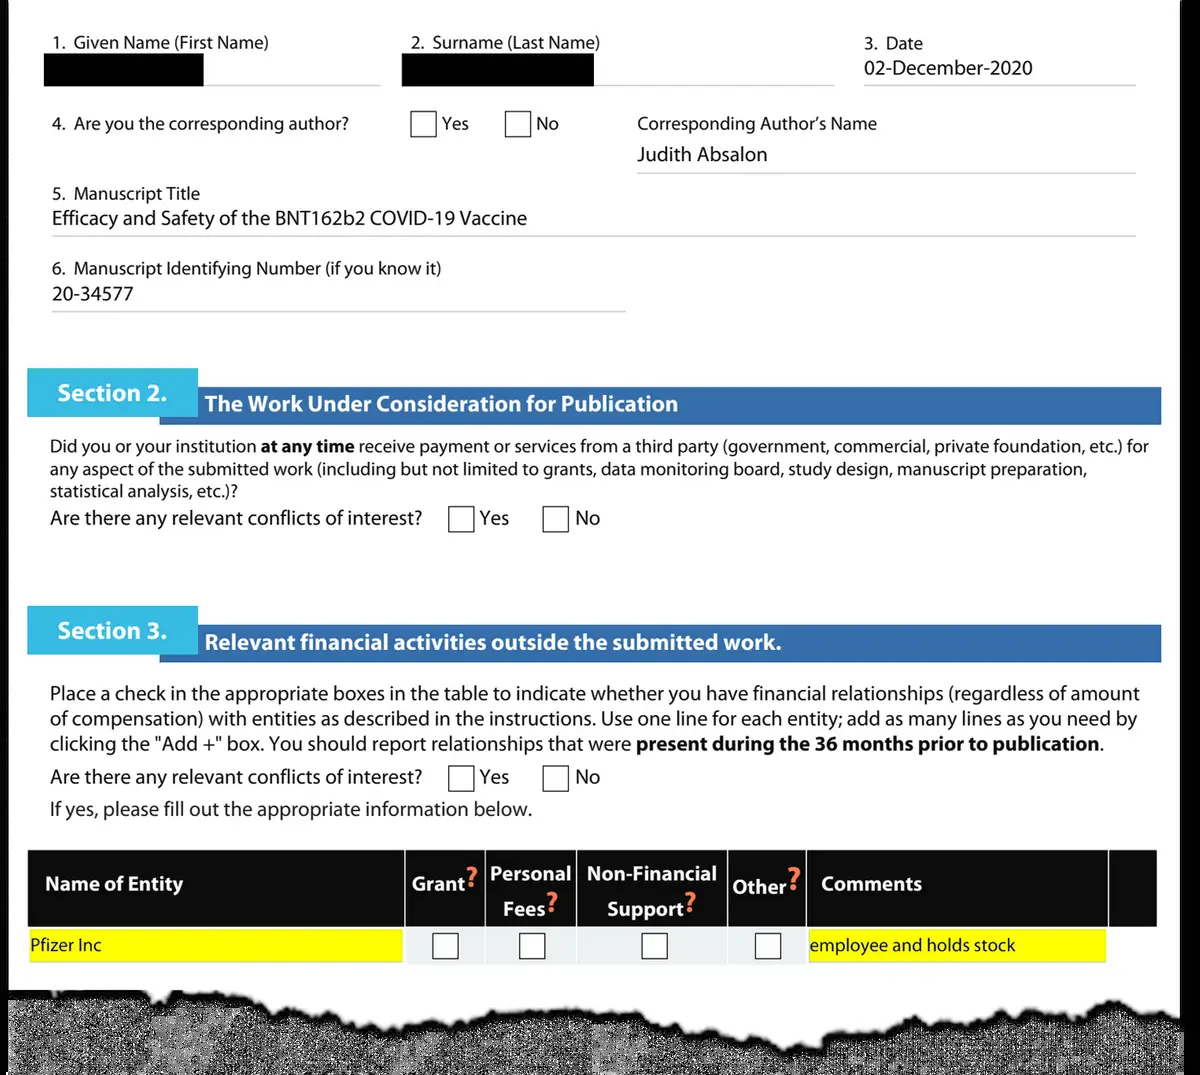 1. Given Name (First Name)
2. Surname (Last Name)
3. Date
02-December-2020
4. Are you the corresponding author?
Yes
No
Corresponding Author's Name
Judith Absalon
5. Manuscript Title
Efficacy and Safety of the BNT162b2 COVID-19 Vaccine
6. Manuscript Identifying Number (if you know it)
20-34577
Section 2.
The Work Under Consideration for Publication
Did you or your institution at any time receive payment or services from a third party (government, commercial, private foundation, etc.) for
any aspect of the submitted work (including but not limited to grants, data monitoring board, study design, manuscript preparation,
statistical analysis, etc.)?
Are there any relevant conflicts of interest?
Yes
No
Section 3.
Relevant financial activities outside the submitted work.
Place a check in the appropriate boxes in the table to indicate whether you have financial relationships (regardless of amount
of compensation) with entities as described in the instructions. Use one line for each entity; add as many lines as you need by
clicking the "Add +" box. You should report relationships that were present during the 36 months prior to publication.
Are there any relevant conflicts of interest?
Yes
No
If yes, please fill out the appropriate information below.
Name of Entity
Grant?
Personal
Fees?
Non-Financial
Support?
Other?
Comments
Pfizer Inc
employee and holds stock